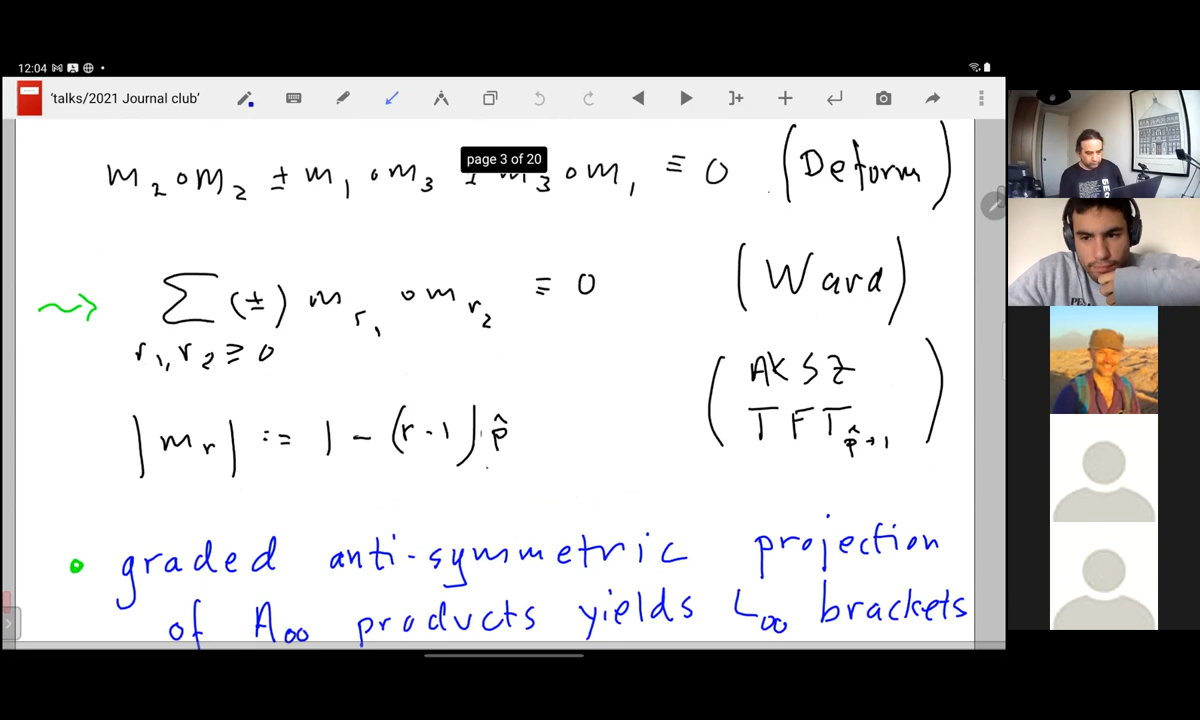 12:04
'talks/2021 Journal club'
page 3 of 20
m₂∘m₂ ± m₁∘m₃ ± m₃∘m₁ ≡ 0 (Deform)
⇝ ∑ (±) m_{r₁} ∘ m_{r₂} ≡ 0 (Ward)
r₁, r₂ ≥ 0
(AKSZ
TFT_{p̂+1})
|m_r| := 1 - (r-1) p̂
• graded anti-symmetric projection
of A∞ products yields L∞ brackets